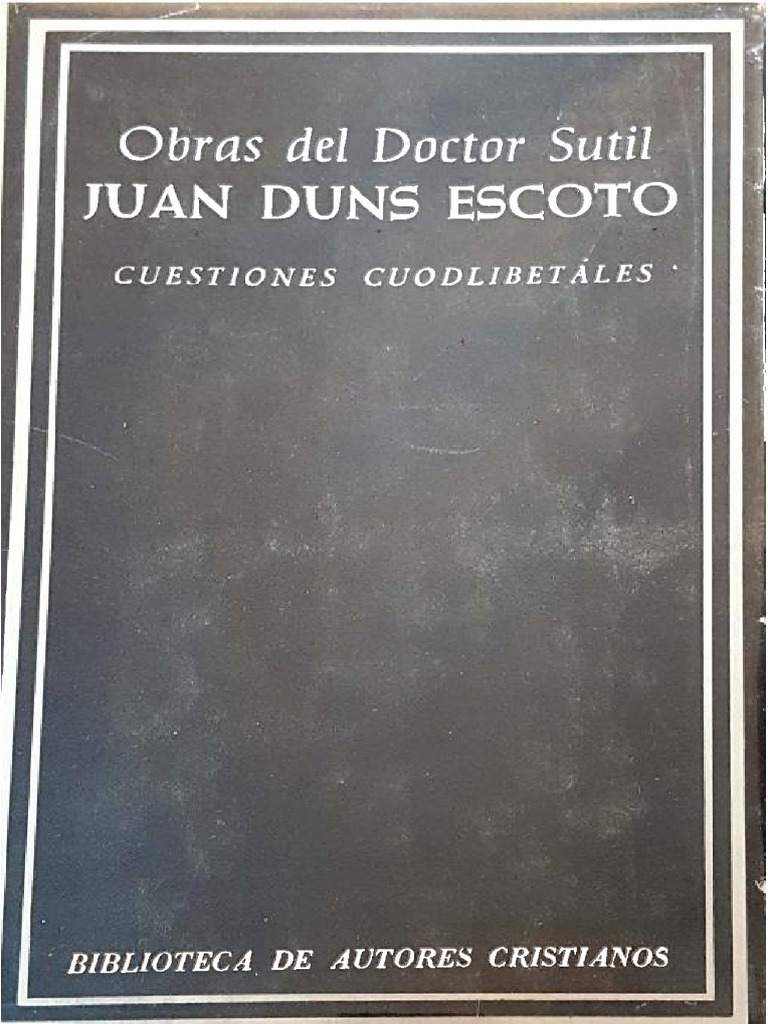 Obras del Doctor Sutil
JUAN DUNS ESCOTO
CUESTIONES CUODLIBETÁLES
BIBLIOTECA DE AUTORES CRISTIANOS